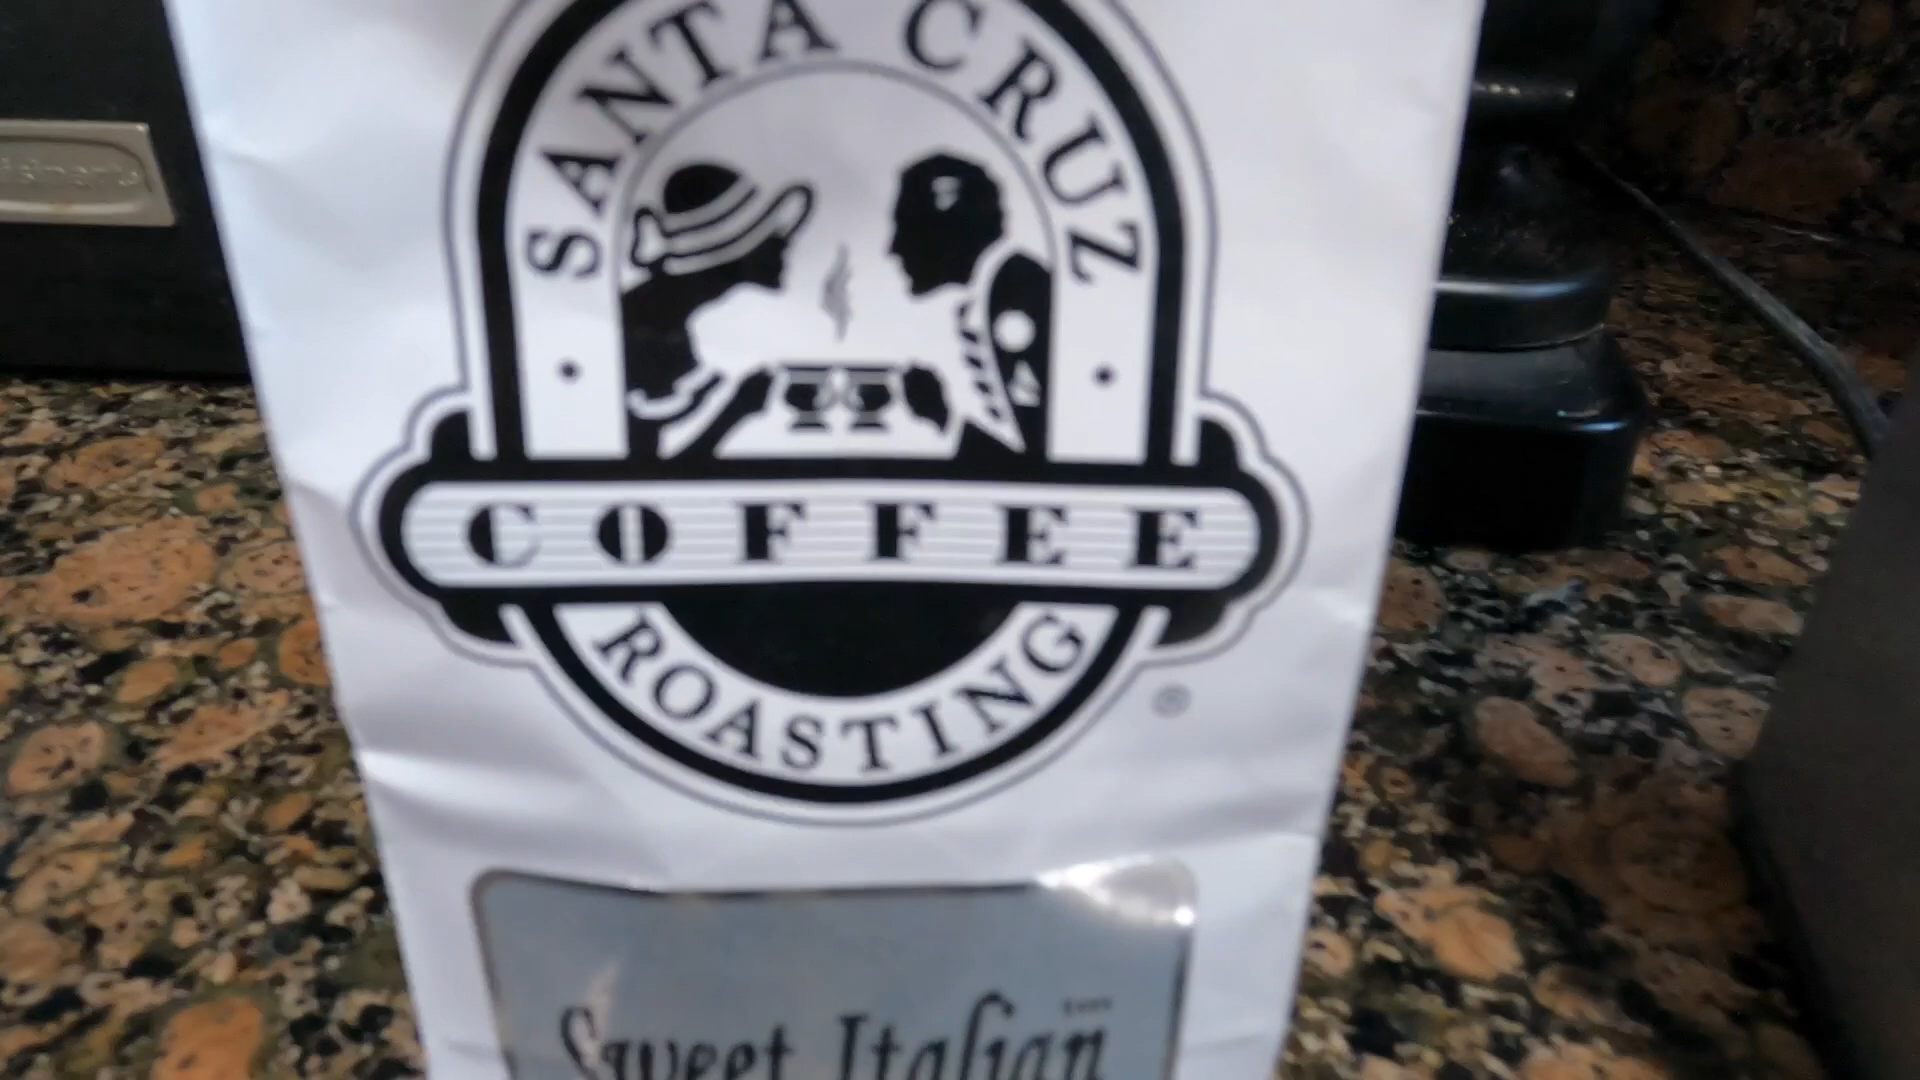 SANTA CRUZ
COFFEE
ROASTING
®
Sweet Italian